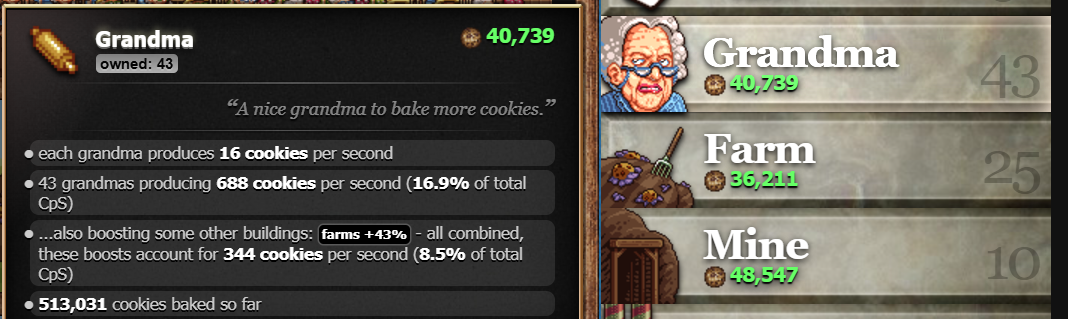 Grandma
40,739
owned: 43
“A nice grandma to bake more cookies.”
each grandma produces 16 cookies per second
43 grandmas producing 688 cookies per second (16.9% of total
CpS)
...also boosting some other buildings: farms +43% - all combined,
these boosts account for 344 cookies per second (8.5% of total
CpS)
513,031 cookies baked so far
Grandma
40,739
43
Farm
36,211
25
Mine
48,547
10